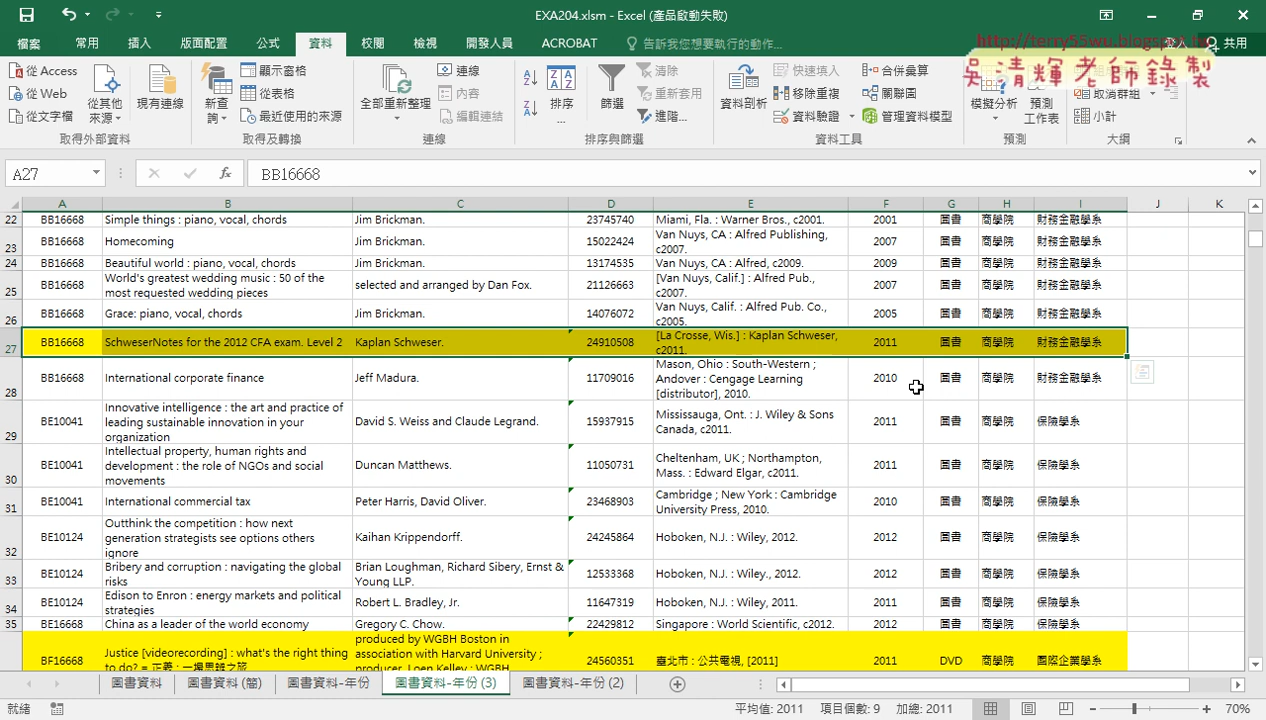 EXA204.xlsm - Excel (產品啟動失敗)
檔案 常用 插入 版面配置 公式 資料 校閱 檢視 開發人員 ACROBAT 告訴我您想要執行的動作... 登入 共用
http://terry55wu.blogspot.tw
吳清輝老師錄製
從 Access
從 Web
從文字檔
從其他來源
現有連線
取得外部資料
新查詢
顯示查詢
從表格
最近使用的來源
取得及轉換
全部重新整理
連線
內容
編輯連結
連線
排序...
篩選
清除
重新套用
進階...
排序與篩選
資料剖析
快速填入
移除重複
資料驗證
合併彙算
關聯圖
管理資料模型
資料工具
模擬分析
預測工作表
預測
取消群組
小計
大綱
A27 fx BB16668
A B C D E F G H I J K
22 BB16668 Simple things : piano, vocal, chords Jim Brickman. 23745740 Miami, Fla. : Warner Bros., c2001. 2001 圖書 商學院 財務金融學系
23 BB16668 Homecoming Jim Brickman. 15022424 Van Nuys, CA : Alfred Publishing, c2007. 2007 圖書 商學院 財務金融學系
24 BB16668 Beautiful world : piano, vocal, chords Jim Brickman. 13174535 Van Nuys, CA : Alfred, c2009. 2009 圖書 商學院 財務金融學系
25 BB16668 World's greatest wedding music : 50 of the most requested wedding pieces selected and arranged by Dan Fox. 21126663 [Van Nuys, Calif.] : Alfred Pub., c2007. 2007 圖書 商學院 財務金融學系
26 BB16668 Grace: piano, vocal, chords Jim Brickman. 14076072 Van Nuys, Calif. : Alfred Pub. Co., c2005. 2005 圖書 商學院 財務金融學系
27 BB16668 SchweserNotes for the 2012 CFA exam. Level 2 Kaplan Schweser. 24910508 [La Crosse, Wis.] : Kaplan Schweser, c2011. 2011 圖書 商學院 財務金融學系
28 BB16668 International corporate finance Jeff Madura. 11709016 Mason, Ohio : South-Western ; Andover : Cengage Learning [distributor], 2010. 2010 圖書 商學院 財務金融學系
29 BE10041 Innovative intelligence : the art and practice of leading sustainable innovation in your organization David S. Weiss and Claude Legrand. 15937915 Mississauga, Ont. : J. Wiley & Sons Canada, c2011. 2011 圖書 商學院 保險學系
30 BE10041 Intellectual property, human rights and development : the role of NGOs and social movements Duncan Matthews. 11050731 Cheltenham, UK ; Northampton, Mass. : Edward Elgar, c2011. 2011 圖書 商學院 保險學系
31 BE10041 International commercial tax Peter Harris, David Oliver. 23468903 Cambridge ; New York : Cambridge University Press, 2010. 2010 圖書 商學院 保險學系
32 BE10124 Outthink the competition : how next generation strategists see options others ignore Kaihan Krippendorff. 24245864 Hoboken, N.J. : Wiley, 2012. 2012 圖書 商學院 保險學系
33 BE10124 Bribery and corruption : navigating the global risks Brian Loughman, Richard Sibery, Ernst & Young LLP. 12533368 Hoboken, N.J. : Wiley., 2012. 2012 圖書 商學院 保險學系
34 BE10124 Edison to Enron : energy markets and political strategies Robert L. Bradley, Jr. 11647319 Hoboken, N.J. : Wiley, 2011. 2011 圖書 商學院 保險學系
35 BE16668 China as a leader of the world economy Gregory C. Chow. 22429812 Singapore : World Scientific, c2012. 2012 圖書 商學院 保險學系
BF16668 Justice [videorecording] : what's the right thing to do? = 正義 : 一場思辨之旅 produced by WGBH Boston in association with Harvard University ; producer, Loen Kelley ; WGBH 24560351 臺北市 : 公共電視, [2011] 2011 DVD 商學院 國際企業學系
圖書資料 圖書資料 (簡) 圖書資料-年份 圖書資料-年份 (3) 圖書資料-年份 (2)
就緒 平均值: 2011 項目個數: 9 加總: 2011 70%